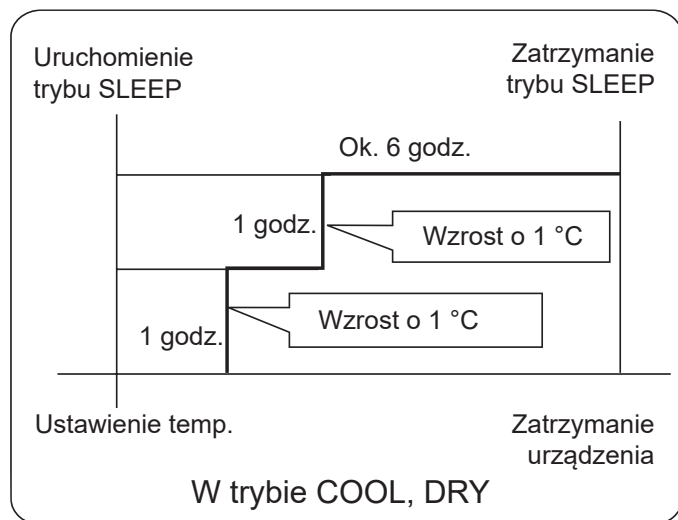 Uruchomienie
trybu SLEEP
Zatrzymanie
trybu SLEEP
Ok. 6 godz.
1 godz.
Wzrost o 1 °C
1 godz.
Wzrost o 1 °C
Ustawienie temp.
Zatrzymanie
urządzenia
W trybie COOL, DRY